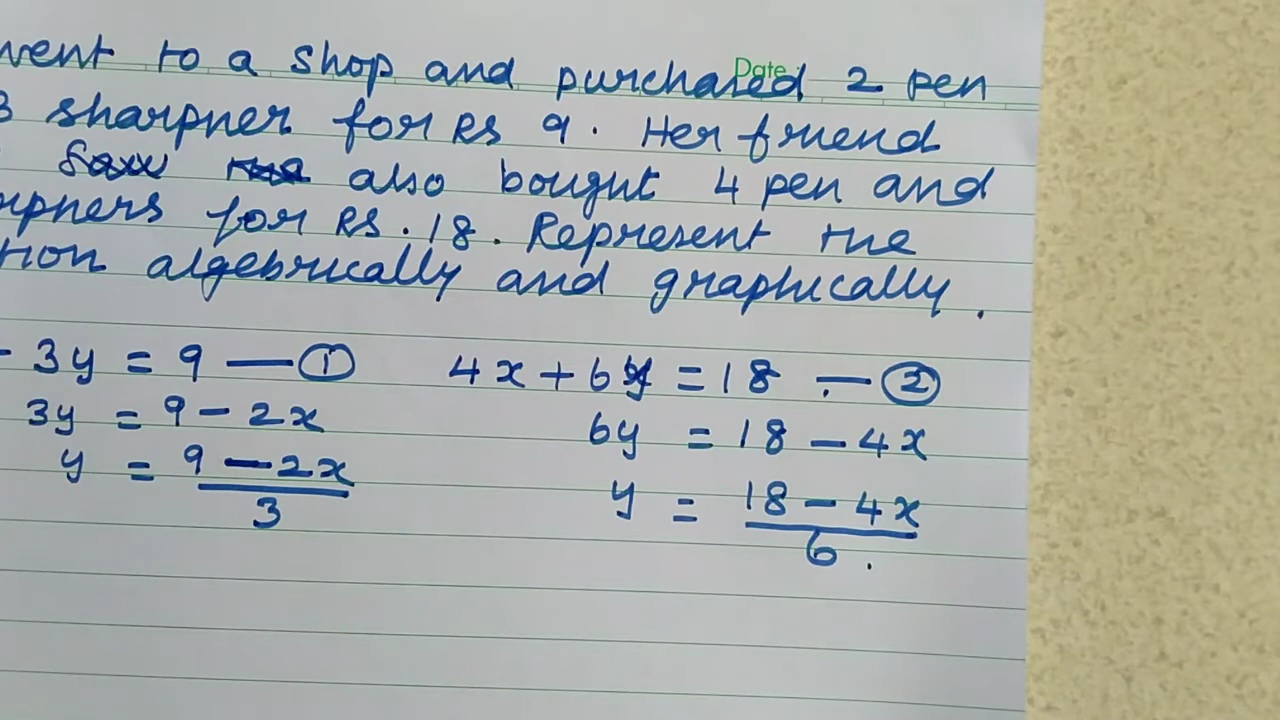 went to a shop and purchased 2 pen
Date
3 sharpner for Rs 9. Her friend
also bought 4 pen and
rpners for Rs. 18. Represent the
tion algebrically and graphically.
- 3y = 9 — ① 4x + 6y = 18 — ②
3y = 9 - 2x 6y = 18 - 4x
y = 9 - 2x / 3 y = 18 - 4x / 6